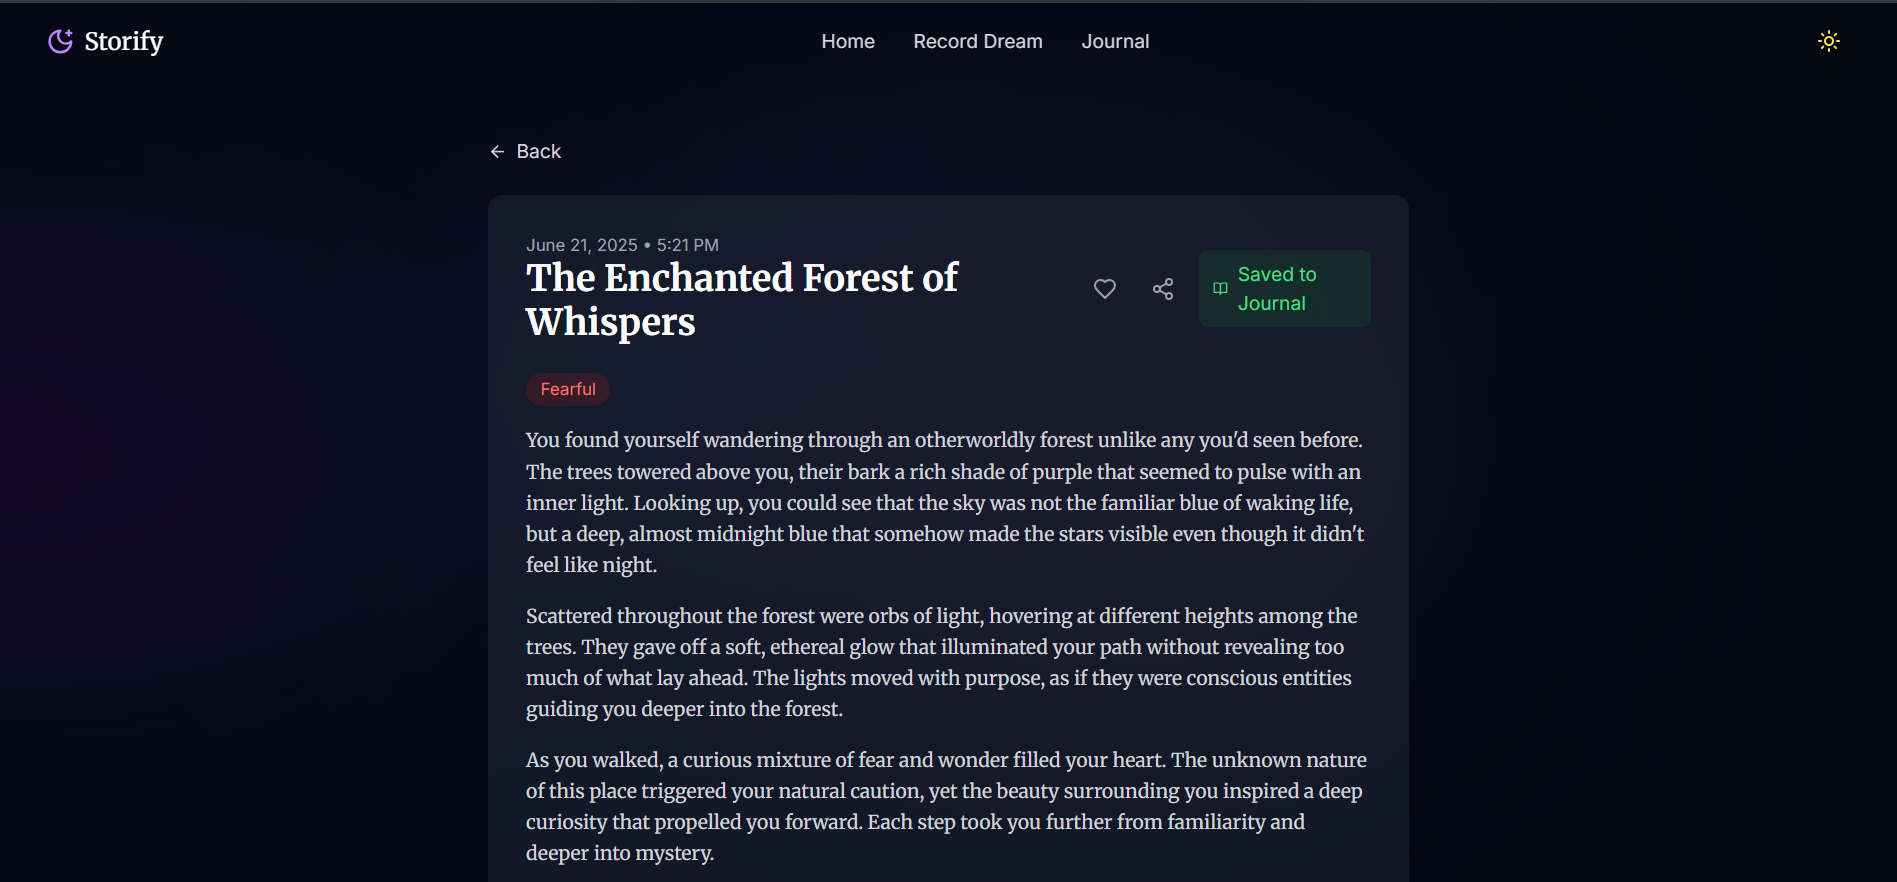 Storify
Home
Record Dream
Journal
Back
June 21, 2025 • 5:21 PM
The Enchanted Forest of
Whispers
Saved to
Journal
Fearful
You found yourself wandering through an otherworldly forest unlike any you'd seen before.
The trees towered above you, their bark a rich shade of purple that seemed to pulse with an
inner light. Looking up, you could see that the sky was not the familiar blue of waking life,
but a deep, almost midnight blue that somehow made the stars visible even though it didn't
feel like night.
Scattered throughout the forest were orbs of light, hovering at different heights among the
trees. They gave off a soft, ethereal glow that illuminated your path without revealing too
much of what lay ahead. The lights moved with purpose, as if they were conscious entities
guiding you deeper into the forest.
As you walked, a curious mixture of fear and wonder filled your heart. The unknown nature
of this place triggered your natural caution, yet the beauty surrounding you inspired a deep
curiosity that propelled you forward. Each step took you further from familiarity and
deeper into mystery.